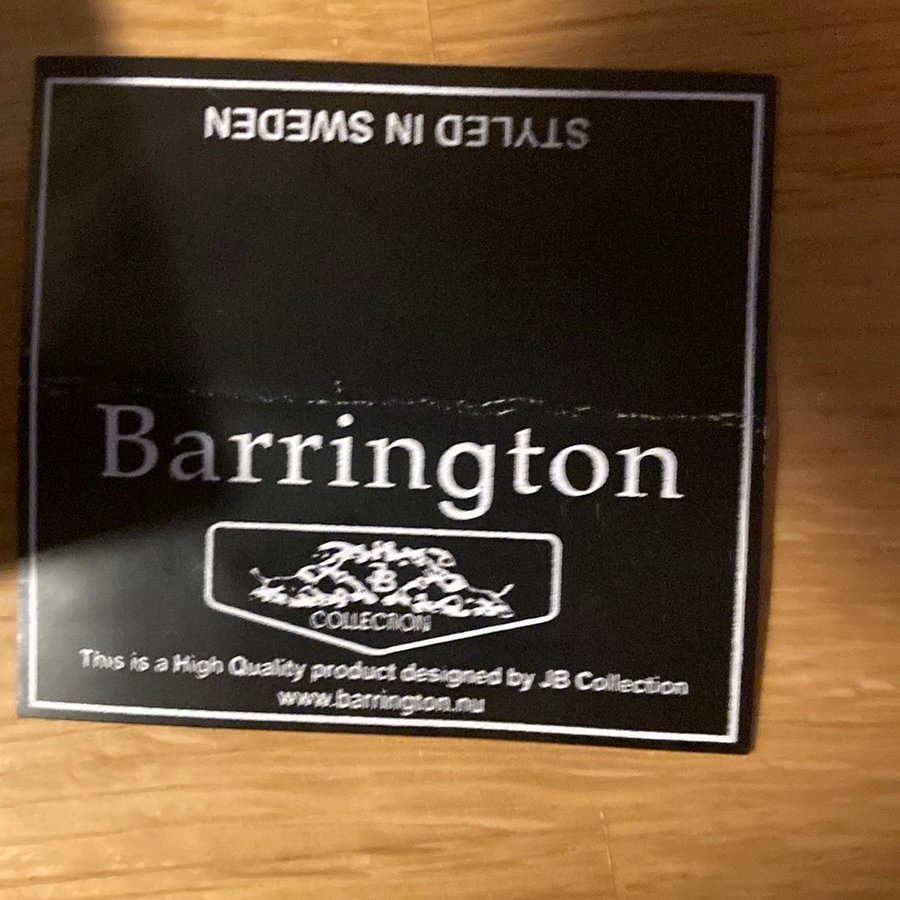 STYLED IN SWEDEN
Barrington
B
COLLECTION
This is a High Quality product designed by JB Collection
www.barrington.nu